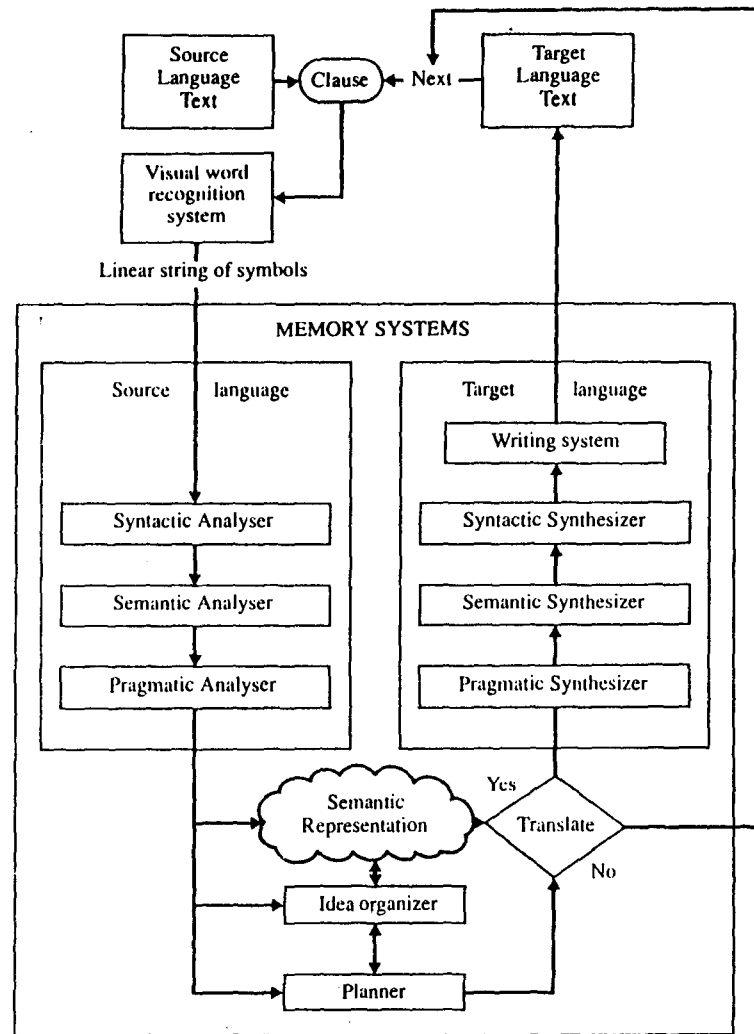 Source
Language
Text
Clause
Next
Target
Language
Text
Visual word
recognition
system
Linear string of symbols
MEMORY SYSTEMS
Source language
Target language
Writing system
Syntactic Analyser
Syntactic Synthesizer
Semantic Analyser
Semantic Synthesizer
Pragmatic Analyser
Pragmatic Synthesizer
Yes
Semantic
Representation
Translate
No
Idea organizer
Planner